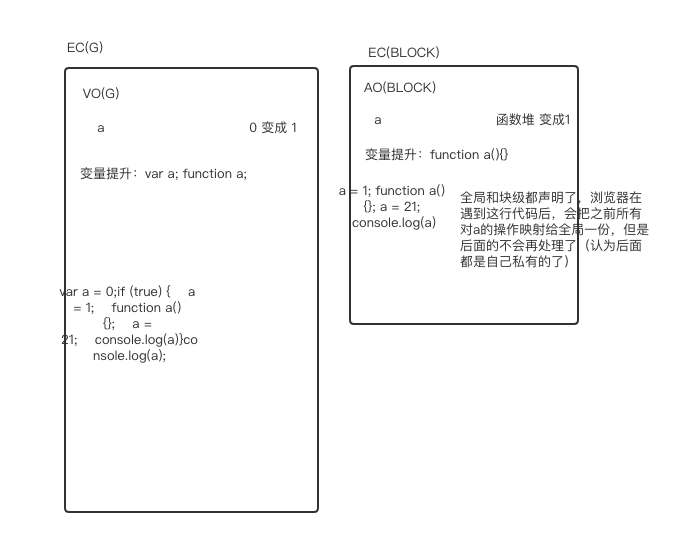 EC(G)
VO(G)
a 0 变成 1
变量提升：var a; function a;
var a = 0;if (true) { a
= 1; function a()
{}; a =
21; console.log(a)}co
nsole.log(a);
EC(BLOCK)
AO(BLOCK)
a 函数堆 变成1
变量提升：function a(){}
a = 1; function a()
{}; a = 21;
console.log(a)
全局和块级都声明了，浏览器在
遇到这行代码后，会把之前所有
对a的操作映射给全局一份，但是
后面的不会再处理了（认为后面
都是自己私有的了）